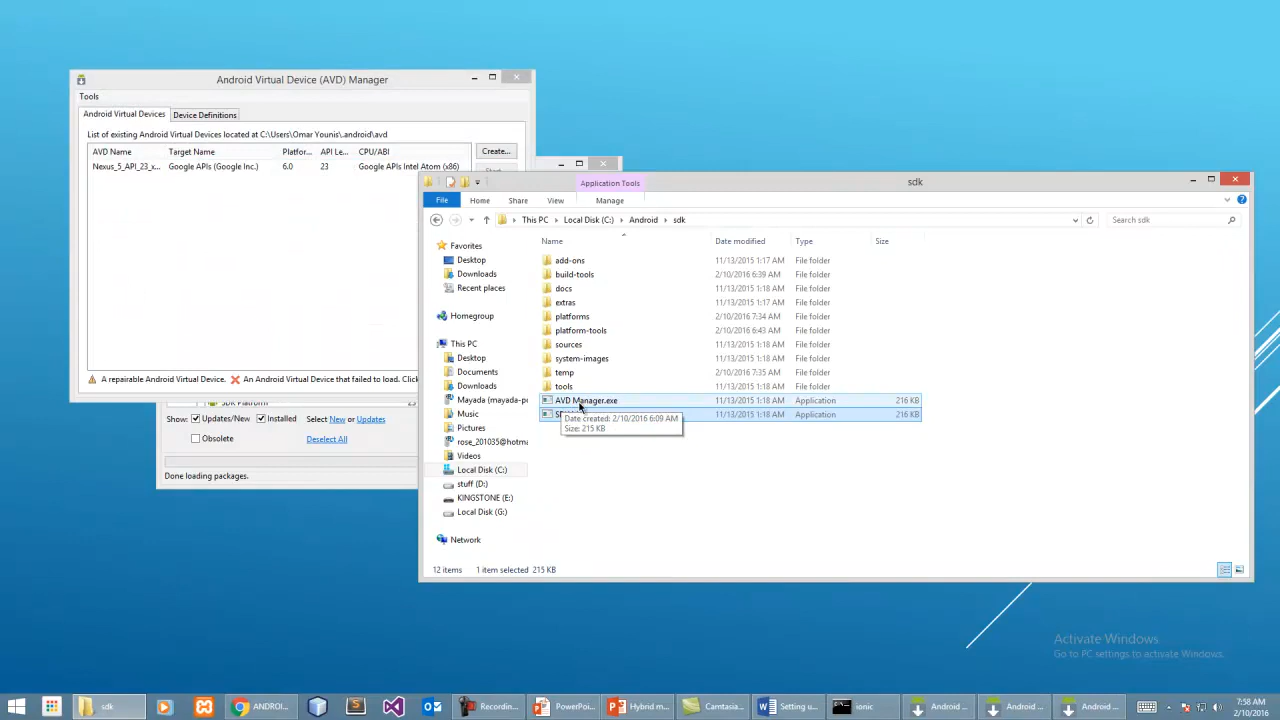 Android Virtual Device (AVD) Manager
Tools
Android Virtual Devices
Device Definitions
List of existing Android Virtual Devices located at C:\Users\Omar Younis\.android\avd
AVD Name
Target Name
Platfor...
API Le...
CPU/ABI
Create...
Nexus_5_API_23_x...
Google APIs (Google Inc.)
6.0
23
Google APIs Intel Atom (x86)
A repairable Android Virtual Device.
An Android Virtual Device that failed to load. Click
SDK Platform
23
Show:
Updates/New
Installed
Select New or Updates
Obsolete
Deselect All
Done loading packages.
Application Tools
sdk
File
Home
Share
View
Manage
This PC
Local Disk (C:)
Android
sdk
Search sdk
Name
Date modified
Type
Size
Favorites
Desktop
Downloads
Recent places
Homegroup
This PC
Desktop
Documents
Downloads
Mayada (mayada-pc
Music
Pictures
rose_201035@hotma
Videos
Local Disk (C:)
stuff (D:)
KINGSTONE (E:)
Local Disk (G:)
Network
add-ons 11/13/2015 1:17 AM File folder
build-tools 2/10/2016 6:39 AM File folder
docs 11/13/2015 1:18 AM File folder
extras 11/13/2015 1:17 AM File folder
platforms 2/10/2016 7:34 AM File folder
platform-tools 2/10/2016 6:43 AM File folder
sources 11/13/2015 1:18 AM File folder
system-images 11/13/2015 1:18 AM File folder
temp 2/10/2016 7:35 AM File folder
tools 11/13/2015 1:18 AM File folder
AVD Manager.exe 11/13/2015 1:18 AM Application 216 KB
11/13/2015 1:18 AM Application 216 KB
Date created: 2/10/2016 6:09 AM
Size: 215 KB
12 items
1 item selected 215 KB
Activate Windows
Go to PC settings to activate Windows.
sdk
ANDROI...
Recordin...
PowerPoi...
Hybrid m...
Camtasia...
Setting u...
ionic
Android ...
Android ...
Android ...
7:58 AM
2/10/2016